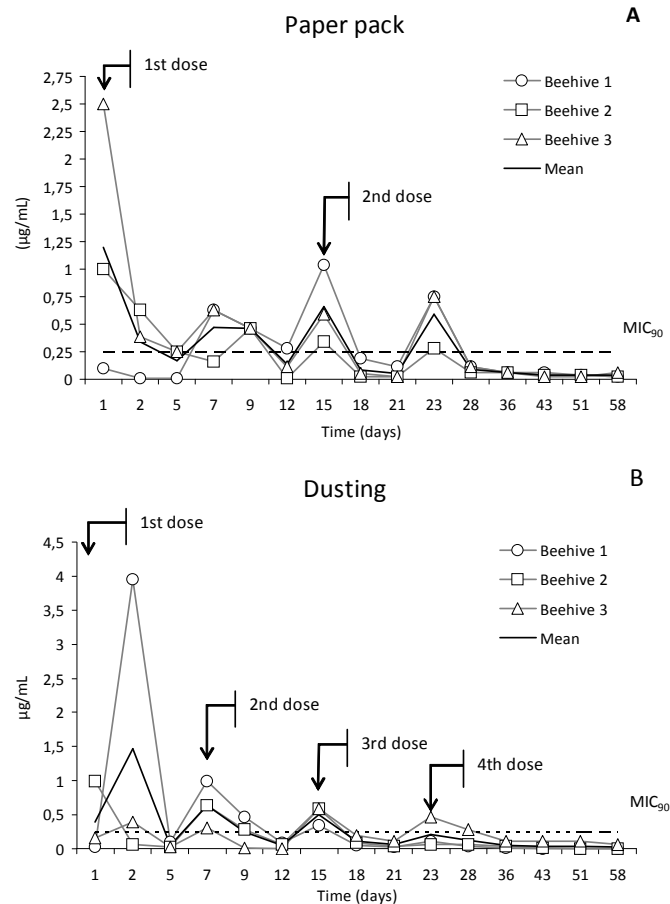 A
Paper pack
1st dose
2,75
2,5
2,25
2
1,75
1,5
1,25
1
0,75
0,5
0,25
0
(µg/mL)
Beehive 1
Beehive 2
Beehive 3
Mean
2nd dose
MIC90
1 2 5 7 9 12 15 18 21 23 28 36 43 51 58
Time (days)
B
Dusting
1st dose
4,5
4
3,5
3
2,5
2
1,5
1
0,5
0
µg/mL
Beehive 1
Beehive 2
Beehive 3
Mean
2nd dose
3rd dose
4th dose
MIC90
1 2 5 7 9 12 15 18 21 23 28 36 43 51 58
Time (days)